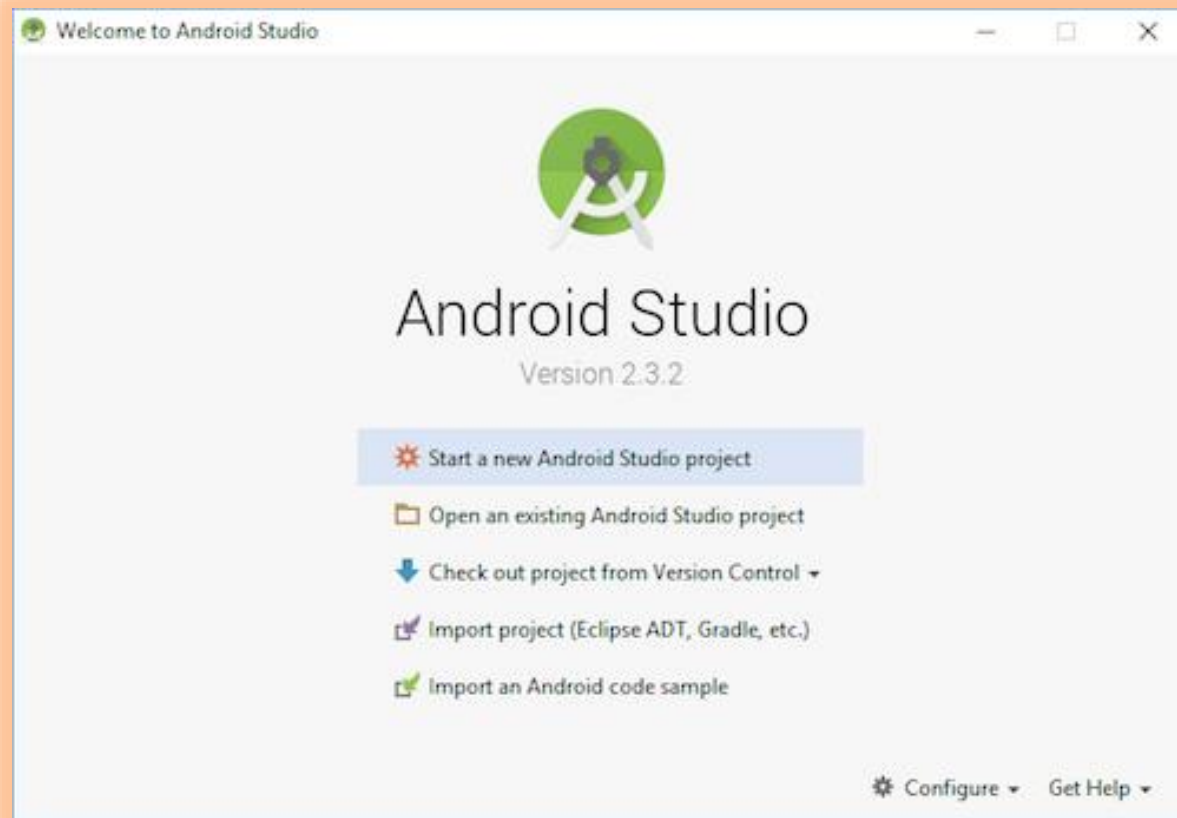 Welcome to Android Studio
Android Studio
Version 2.3.2
Start a new Android Studio project
Open an existing Android Studio project
Check out project from Version Control
Import project (Eclipse ADT, Gradle, etc.)
Import an Android code sample
Configure Get Help